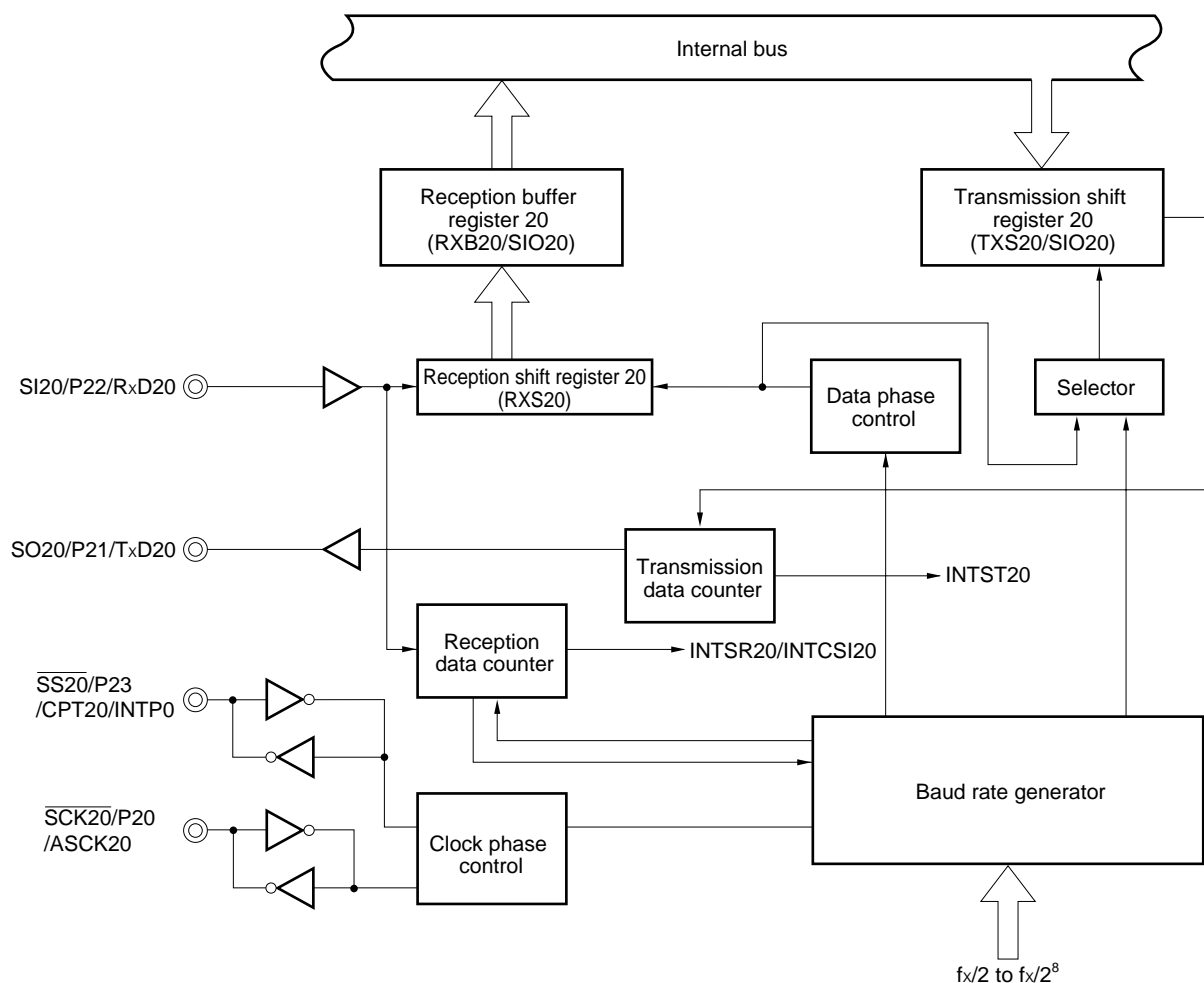 Internal bus
Reception buffer
register 20
(RXB20/SIO20)
Transmission shift
register 20
(TXS20/SIO20)
SI20/P22/RxD20
Reception shift register 20
(RXS20)
Data phase
control
Selector
SO20/P21/TxD20
Transmission
data counter
INTST20
Reception
data counter
INTSR20/INTCSI20
SS20/P23
/CPT20/INTP0
Baud rate generator
SCK20/P20
/ASCK20
Clock phase
control
fx/2 to fx/2⁸